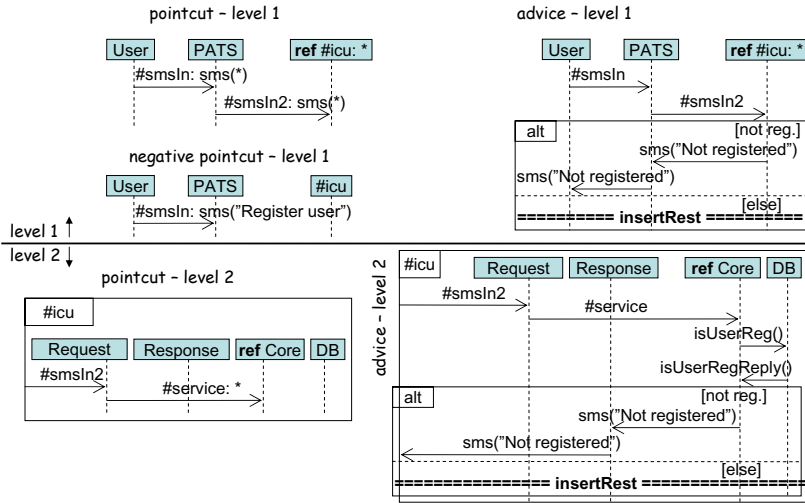 pointcut – level 1
User PATS ref #icu: *
#smsIn: sms(*)
#smsIn2: sms(*)
negative pointcut – level 1
User PATS #icu
#smsIn: sms("Register user")
advice – level 1
User PATS ref #icu: *
#smsIn
#smsIn2
alt [not reg.]
sms("Not registered")
sms("Not registered")
[else]
========== insertRest ==========
level 1
level 2
pointcut – level 2
#icu
Request Response ref Core DB
#smsIn2
#service: *
advice – level 2
#icu
Request Response ref Core DB
#smsIn2
#service
isUserReg()
isUserRegReply()
alt [not reg.]
sms("Not registered")
sms("Not registered")
[else]
================ insertRest ================